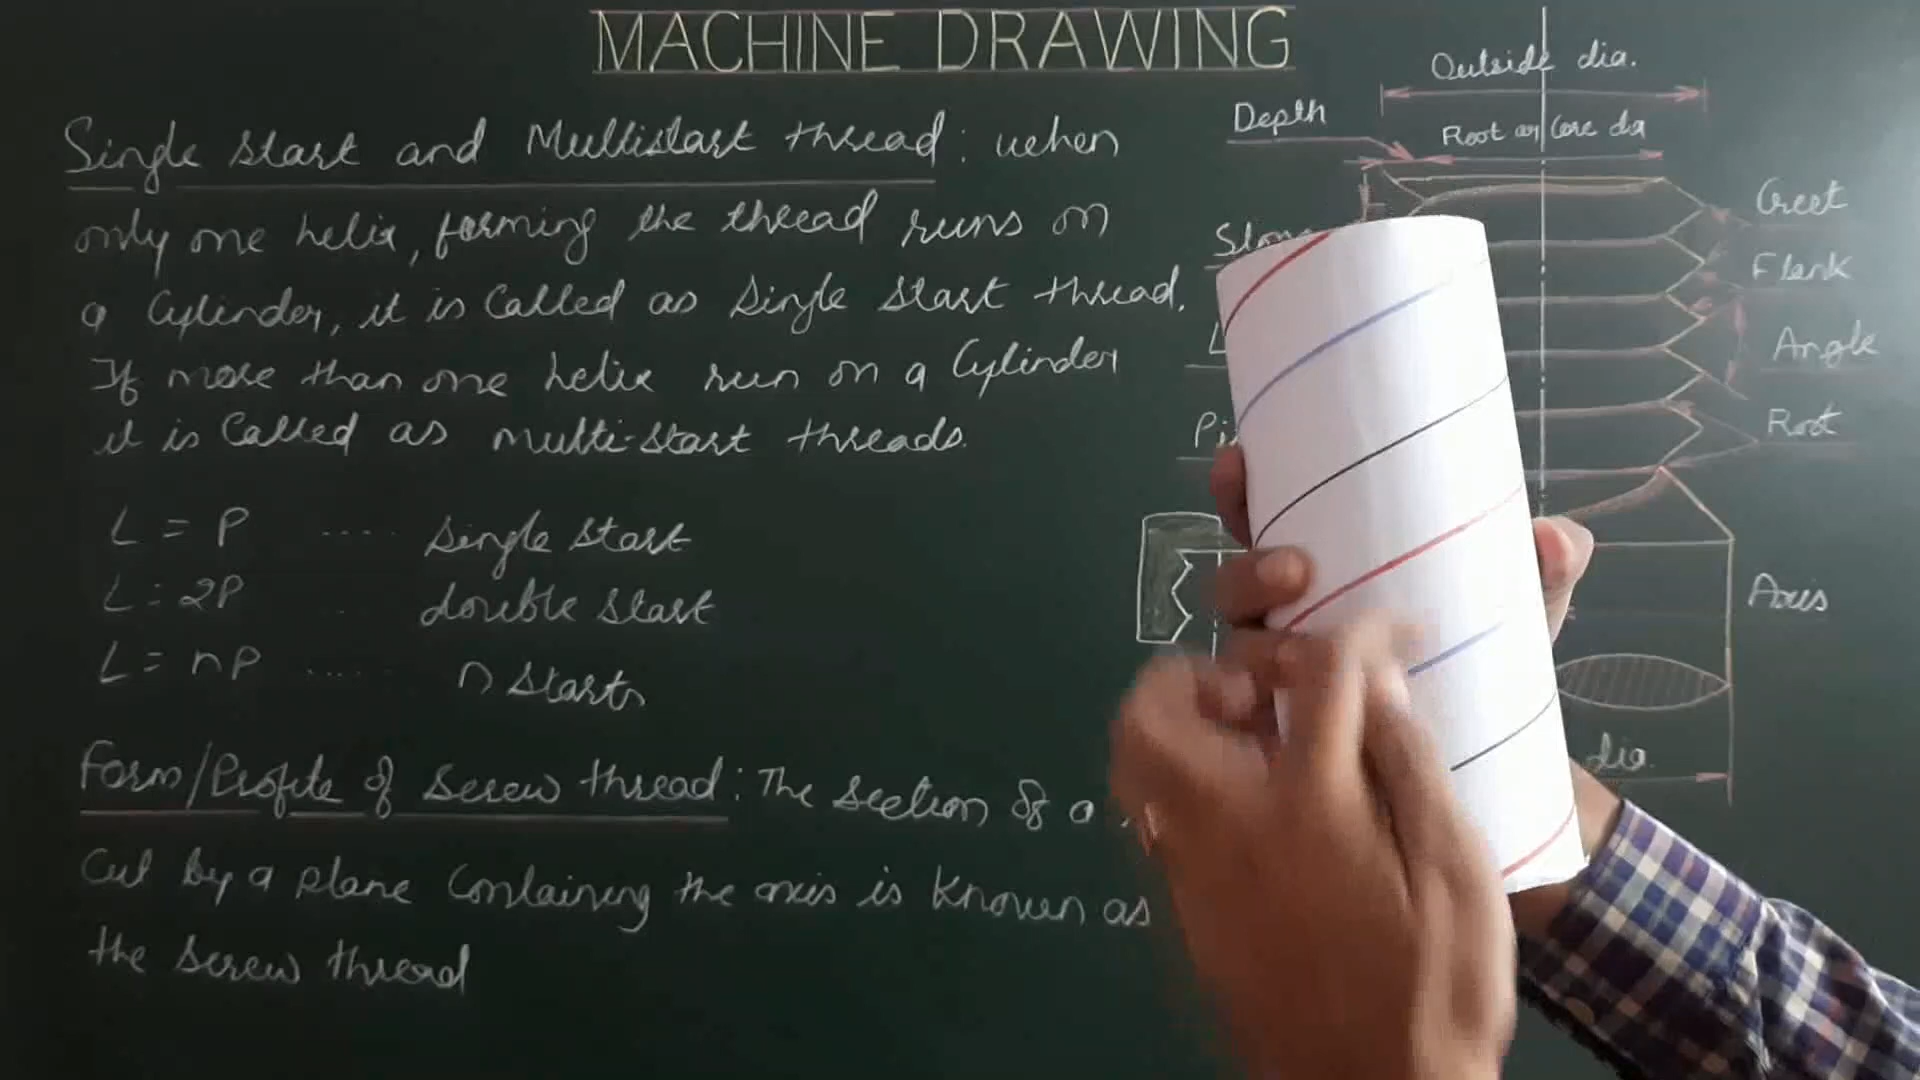 MACHINE DRAWING
Single start and Multistart thread: when
only one helix, forming the thread runs on
a Cylinder, it is Called as Single Start thread.
If more than one helix run on a Cylinder
it is Called as multi-start threads.
L = P .... Single Start
L = 2P .. double start
L = nP ..... n Starts
Form/Profile of Screw thread: The Section of a
Cut by a plane Containing the axis is Known as
the Screw thread
Outside dia.
Depth
Root or Core dia
Crest
Flank
Angle
Root
Axis
dia.